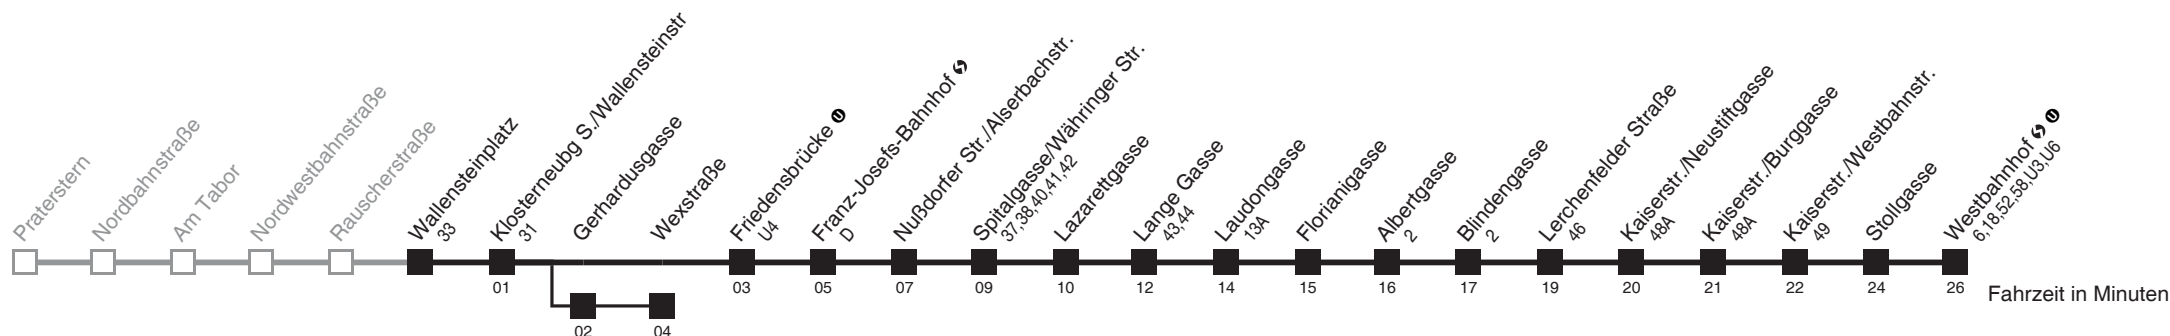 Praterstern
Nordbahnstraße
Am Tabor
Nordwestbahnstraße
Rauscherstraße
Wallensteinplatz
33
Klosterneubg S./Wallensteinstr
31
Gerhardusgasse
Wexstraße
Friedensbrücke U
U4
Franz-Josefs-Bahnhof S
D
Nußdorfer Str./Alserbachstr.
Spitalgasse/Währinger Str.
37,38,40,41,42
Lazarettgasse
Lange Gasse
43,44
Laudongasse
13A
Florianigasse
Albertgasse
2
Blindengasse
2
Lerchenfelder Straße
46
Kaiserstr./Neustiftgasse
48A
Kaiserstr./Burggasse
48A
Kaiserstr./Westbahnstr.
49
Stollgasse
Westbahnhof S U
6,18,52,58,U3,U6
01 03 05 07 09 10 12 14 15 16 17 19 20 21 22 24 26
Fahrzeit in Minuten
02 04